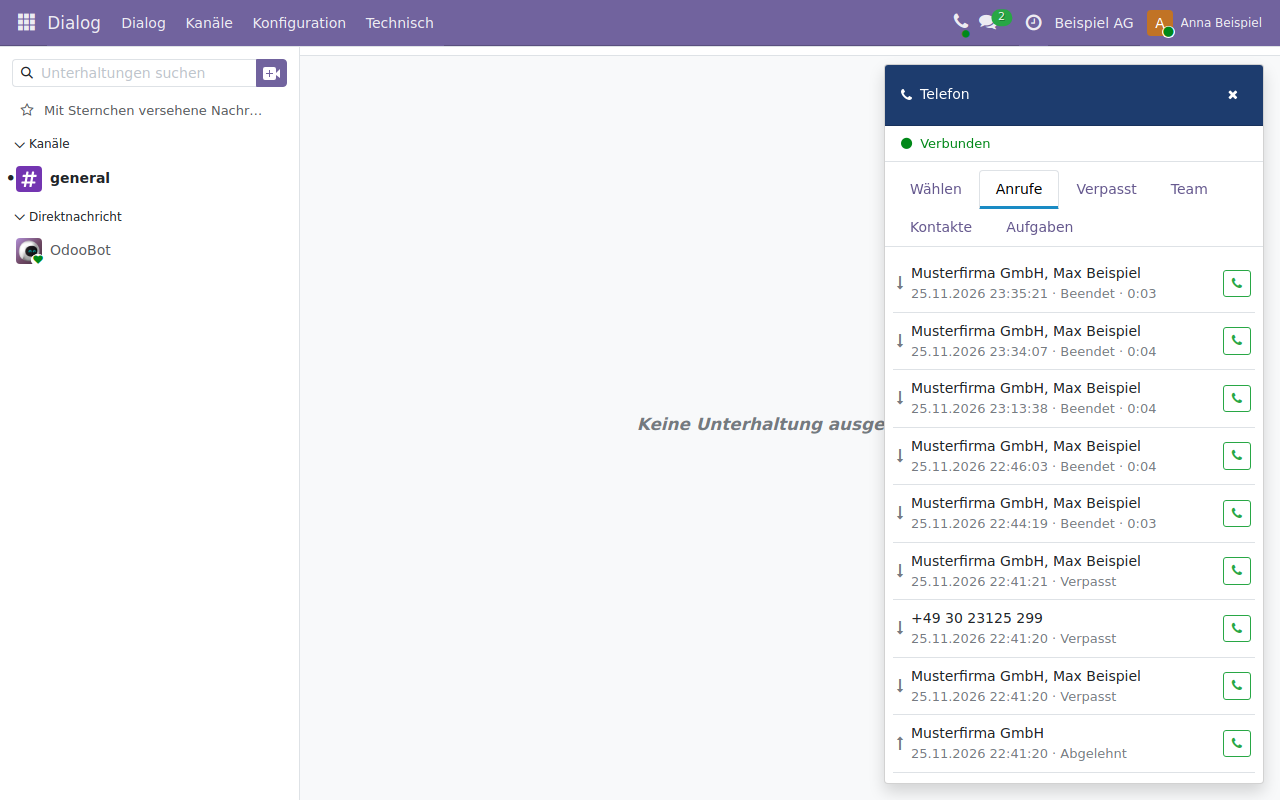 Dialog
Dialog
Kanäle
Konfiguration
Technisch
2
Beispiel AG
A
Anna Beispiel
Unterhaltungen suchen
Mit Sternchen versehene Nachr…
Kanäle
general
Direktnachricht
OdooBot
Keine Unterhaltung ausge
Telefon
Verbunden
Wählen
Anrufe
Verpasst
Team
Kontakte
Aufgaben
Musterfirma GmbH, Max Beispiel
25.11.2026 23:35:21 · Beendet · 0:03
Musterfirma GmbH, Max Beispiel
25.11.2026 23:34:07 · Beendet · 0:04
Musterfirma GmbH, Max Beispiel
25.11.2026 23:13:38 · Beendet · 0:04
Musterfirma GmbH, Max Beispiel
25.11.2026 22:46:03 · Beendet · 0:04
Musterfirma GmbH, Max Beispiel
25.11.2026 22:44:19 · Beendet · 0:03
Musterfirma GmbH, Max Beispiel
25.11.2026 22:41:21 · Verpasst
+49 30 23125 299
25.11.2026 22:41:20 · Verpasst
Musterfirma GmbH, Max Beispiel
25.11.2026 22:41:20 · Verpasst
Musterfirma GmbH
25.11.2026 22:41:20 · Abgelehnt